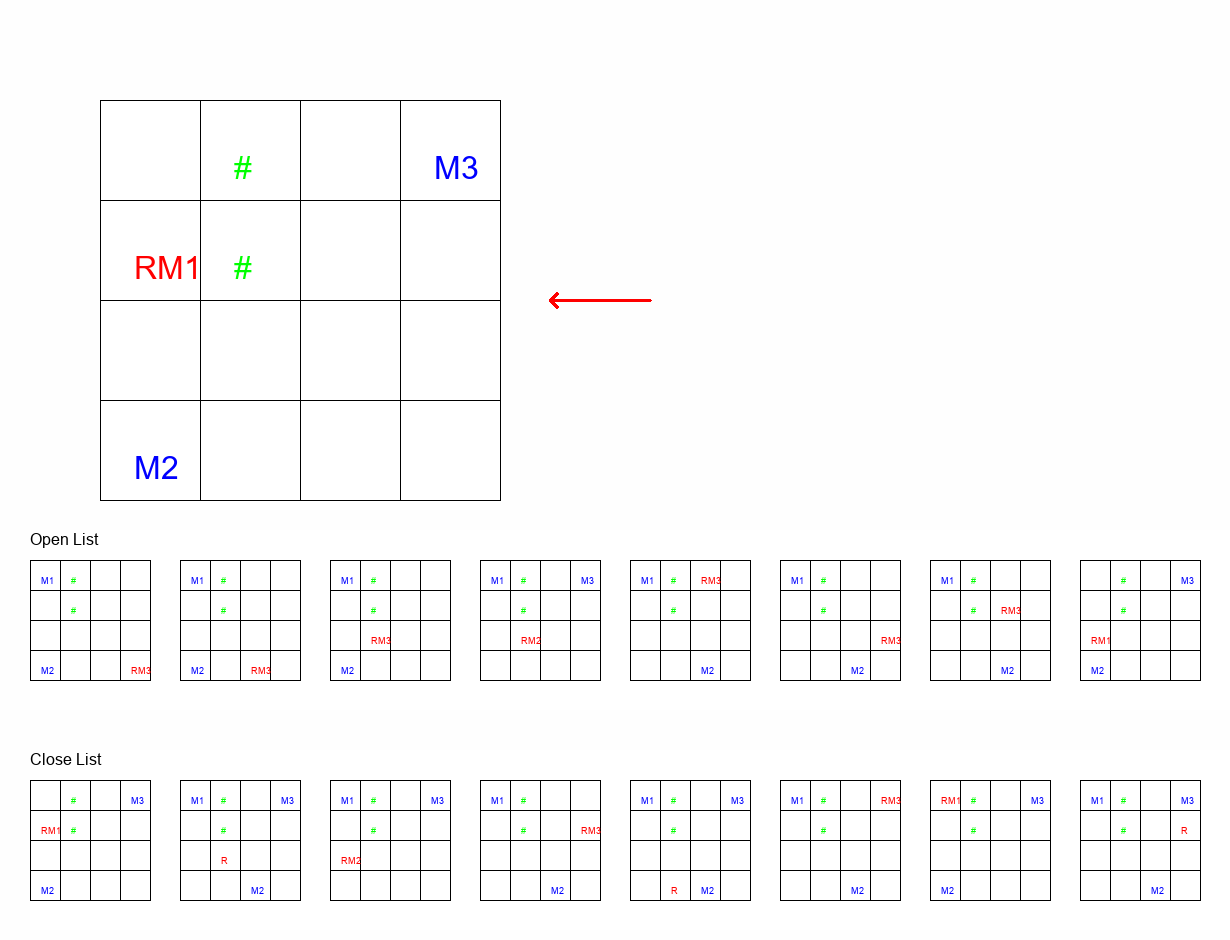 # M3
RM1 #
M2
Open List
M1 # M1 # M1 # M1 # M3 M1 # RM3 M1 # M1 # # M3
# # # # # # # RM3 #
RM3 RM2 RM3 RM1
M2 RM3 M2 RM3 M2 M2 M2 M2 M2
Close List
# M3 M1 # M3 M1 # M3 M1 # M1 # M3 M1 # RM3 RM1 # M3 M1 # M3
RM1 # # # # RM3 # # # # R
R RM2
M2 M2 M2 R M2 M2 M2 M2